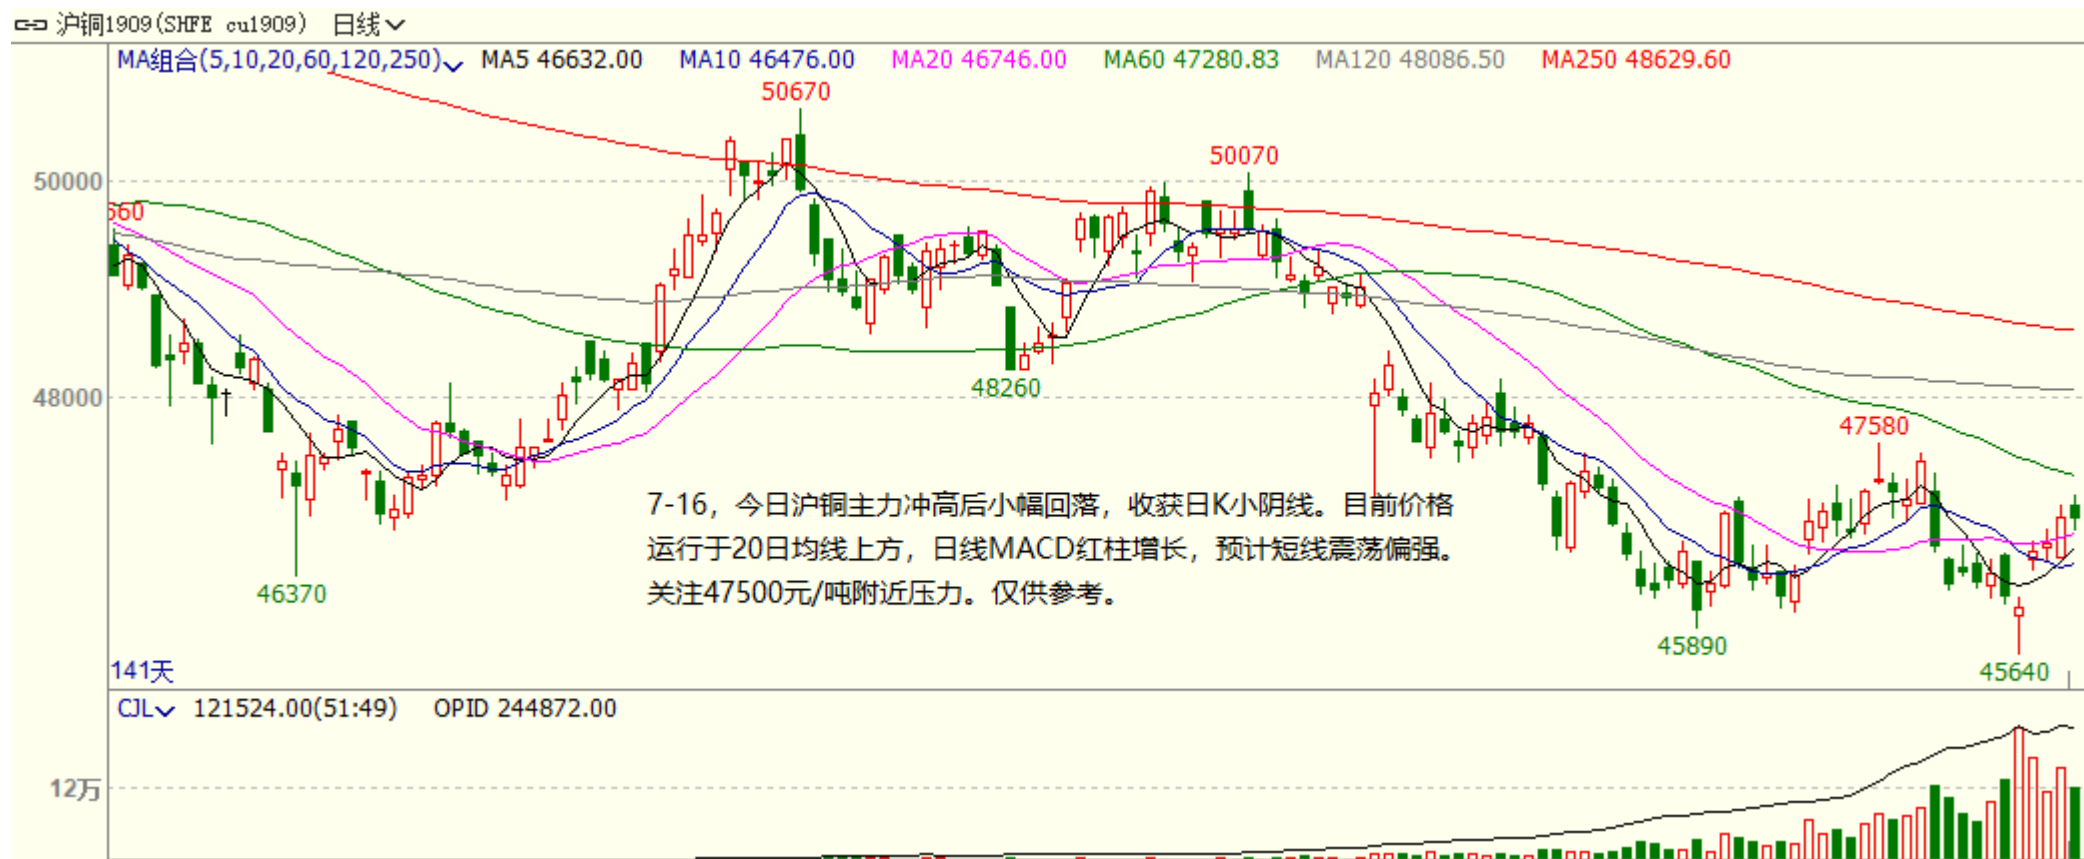 沪铜1909(SHFE cu1909) 日线
MA组合(5,10,20,60,120,250) MA5 46632.00 MA10 46476.00 MA20 46746.00 MA60 47280.83 MA120 48086.50 MA250 48629.60
50670
50070
50000
560
48260
48000
47580
7-16，今日沪铜主力冲高后小幅回落，收获日K小阴线。目前价格
运行于20日均线上方，日线MACD红柱增长，预计短线震荡偏强。
关注47500元/吨附近压力。仅供参考。
46370
45890
45640
141天
CJL 121524.00(51:49) OPID 244872.00
12万